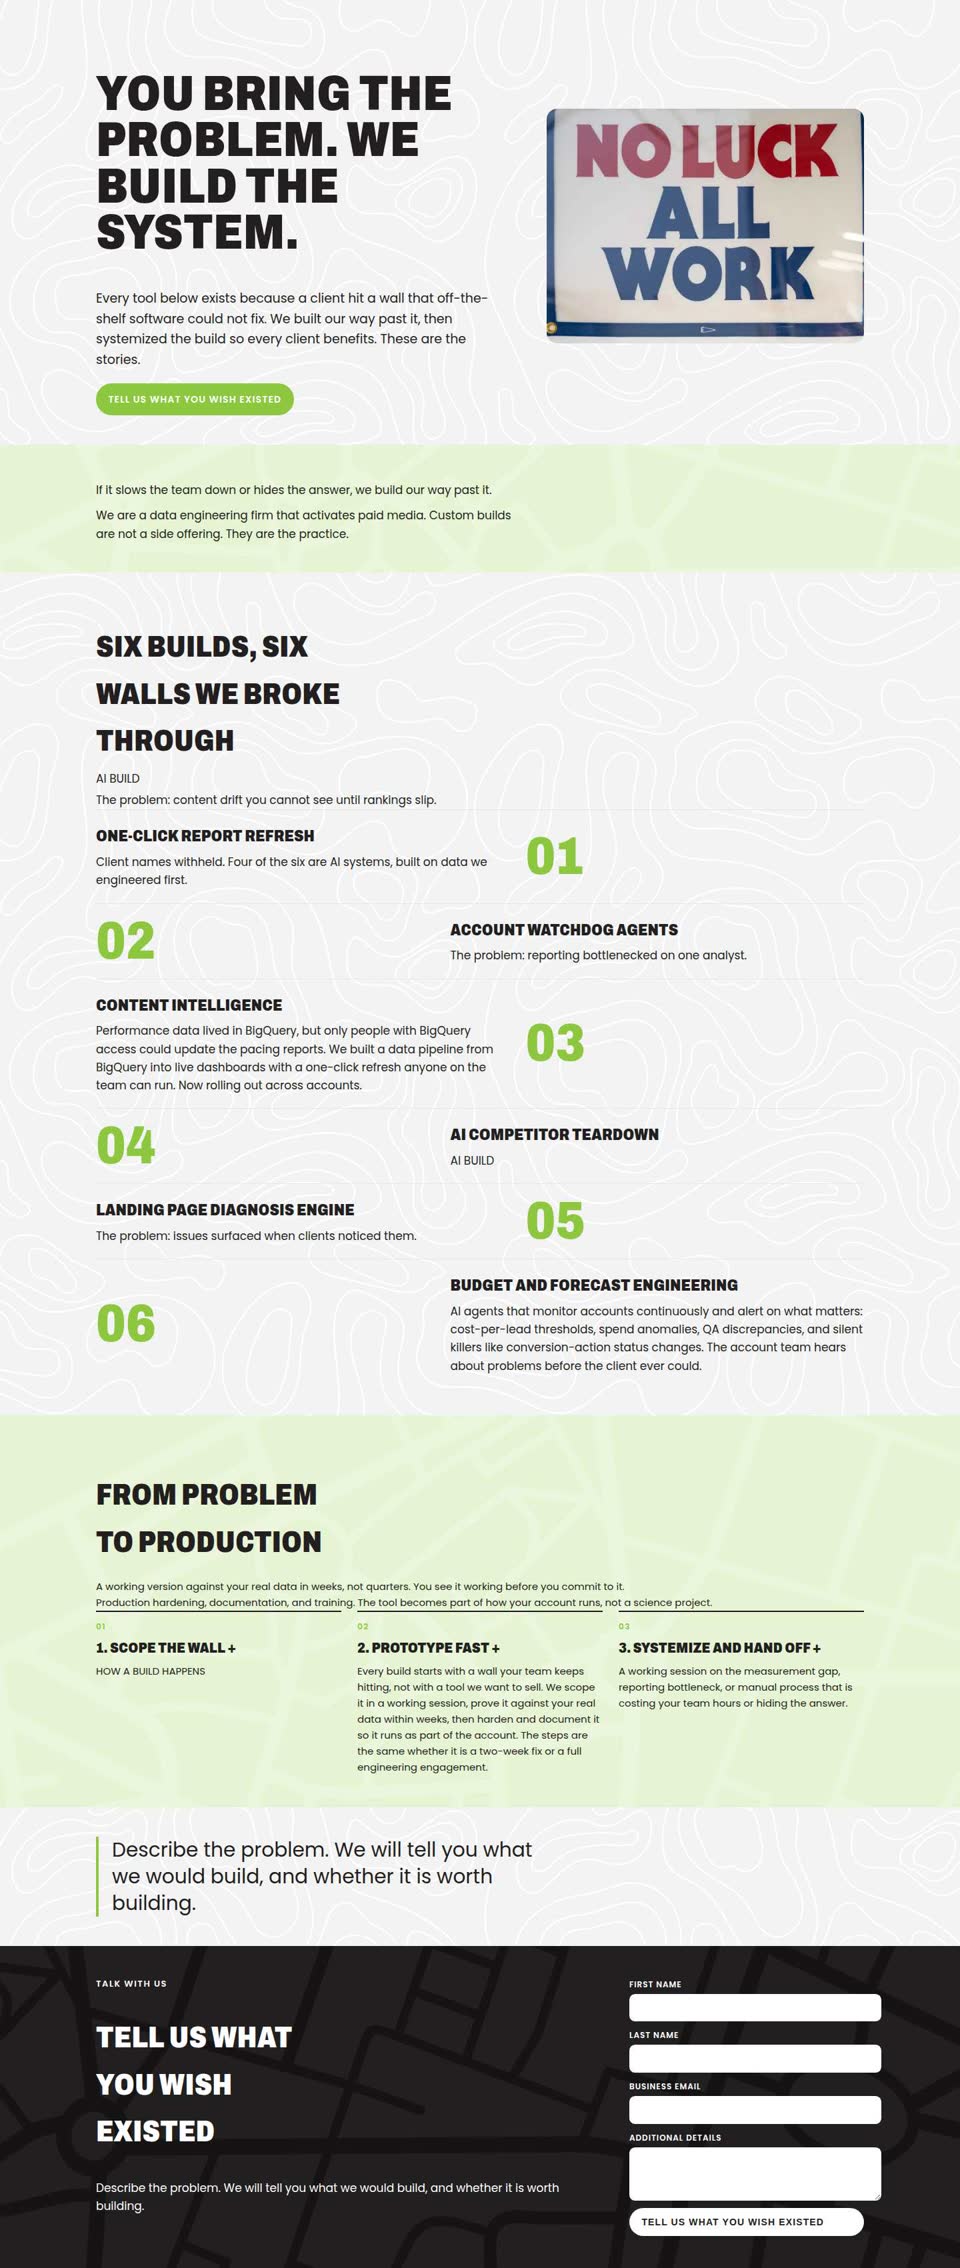 YOU BRING THE
PROBLEM. WE
BUILD THE
SYSTEM.
NO LUCK
ALL
WORK
Every tool below exists because a client hit a wall that off-the-
shelf software could not fix. We built our way past it, then
systemized the build so every client benefits. These are the
stories.
TELL US WHAT YOU WISH EXISTED
If it slows the team down or hides the answer, we build our way past it.
We are a data engineering firm that activates paid media. Custom builds
are not a side offering. They are the practice.
SIX BUILDS, SIX
WALLS WE BROKE
THROUGH
AI BUILD
The problem: content drift you cannot see until rankings slip.
ONE-CLICK REPORT REFRESH
Client names withheld. Four of the six are AI systems, built on data we
engineered first.
01
02
ACCOUNT WATCHDOG AGENTS
The problem: reporting bottlenecked on one analyst.
CONTENT INTELLIGENCE
Performance data lived in BigQuery, but only people with BigQuery
access could update the pacing reports. We built a data pipeline from
BigQuery into live dashboards with a one-click refresh anyone on the
team can run. Now rolling out across accounts.
03
04
AI COMPETITOR TEARDOWN
AI BUILD
LANDING PAGE DIAGNOSIS ENGINE
The problem: issues surfaced when clients noticed them.
05
06
BUDGET AND FORECAST ENGINEERING
AI agents that monitor accounts continuously and alert on what matters:
cost-per-lead thresholds, spend anomalies, QA discrepancies, and silent
killers like conversion-action status changes. The account team hears
about problems before the client ever could.
FROM PROBLEM
TO PRODUCTION
A working version against your real data in weeks, not quarters. You see it working before you commit to it.
Production hardening, documentation, and training. The tool becomes part of how your account runs, not a science project.
01
1. SCOPE THE WALL +
HOW A BUILD HAPPENS
02
2. PROTOTYPE FAST +
Every build starts with a wall your team keeps
hitting, not with a tool we want to sell. We scope
it in a working session, prove it against your real
data within weeks, then harden and document it
so it runs as part of the account. The steps are
the same whether it is a two-week fix or a full
engineering engagement.
03
3. SYSTEMIZE AND HAND OFF +
A working session on the measurement gap,
reporting bottleneck, or manual process that is
costing your team hours or hiding the answer.
Describe the problem. We will tell you what
we would build, and whether it is worth
building.
TALK WITH US
TELL US WHAT
YOU WISH
EXISTED
Describe the problem. We will tell you what we would build, and whether it is worth
building.
FIRST NAME
LAST NAME
BUSINESS EMAIL
ADDITIONAL DETAILS
TELL US WHAT YOU WISH EXISTED